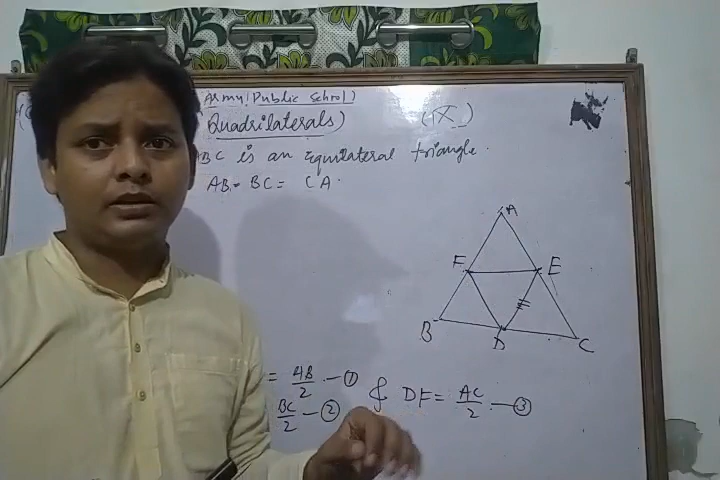 Army Public School)
Quadrilaterals) (IX)
BC is an equilateral triangle.
AB = BC = CA.
A
F E
B D C
= AB/2 — ① & DF = AC/2 — ③
BC/2 — ②